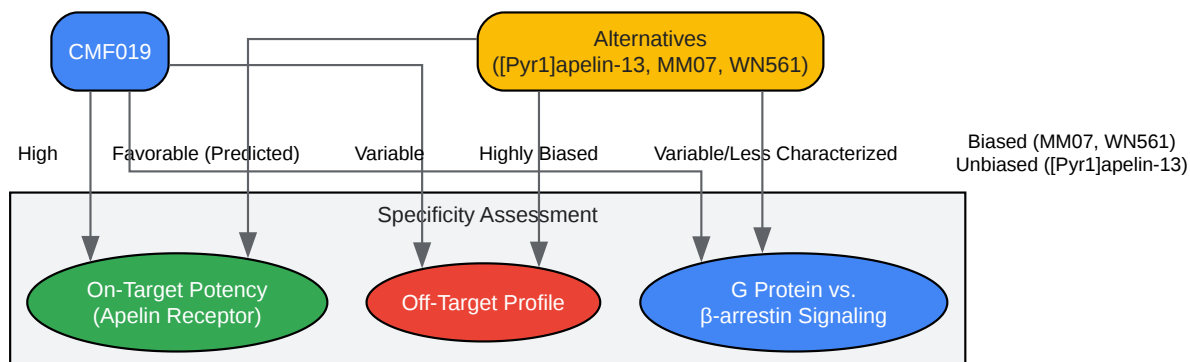 CMF019
Alternatives
([Pyr1]apelin-13, MM07, WN561)
High
Favorable (Predicted)
Variable
Highly Biased
Variable/Less Characterized
Biased (MM07, WN561)
Unbiased ([Pyr1]apelin-13)
Specificity Assessment
On-Target Potency
(Apelin Receptor)
Off-Target Profile
G Protein vs.
β-arrestin Signaling